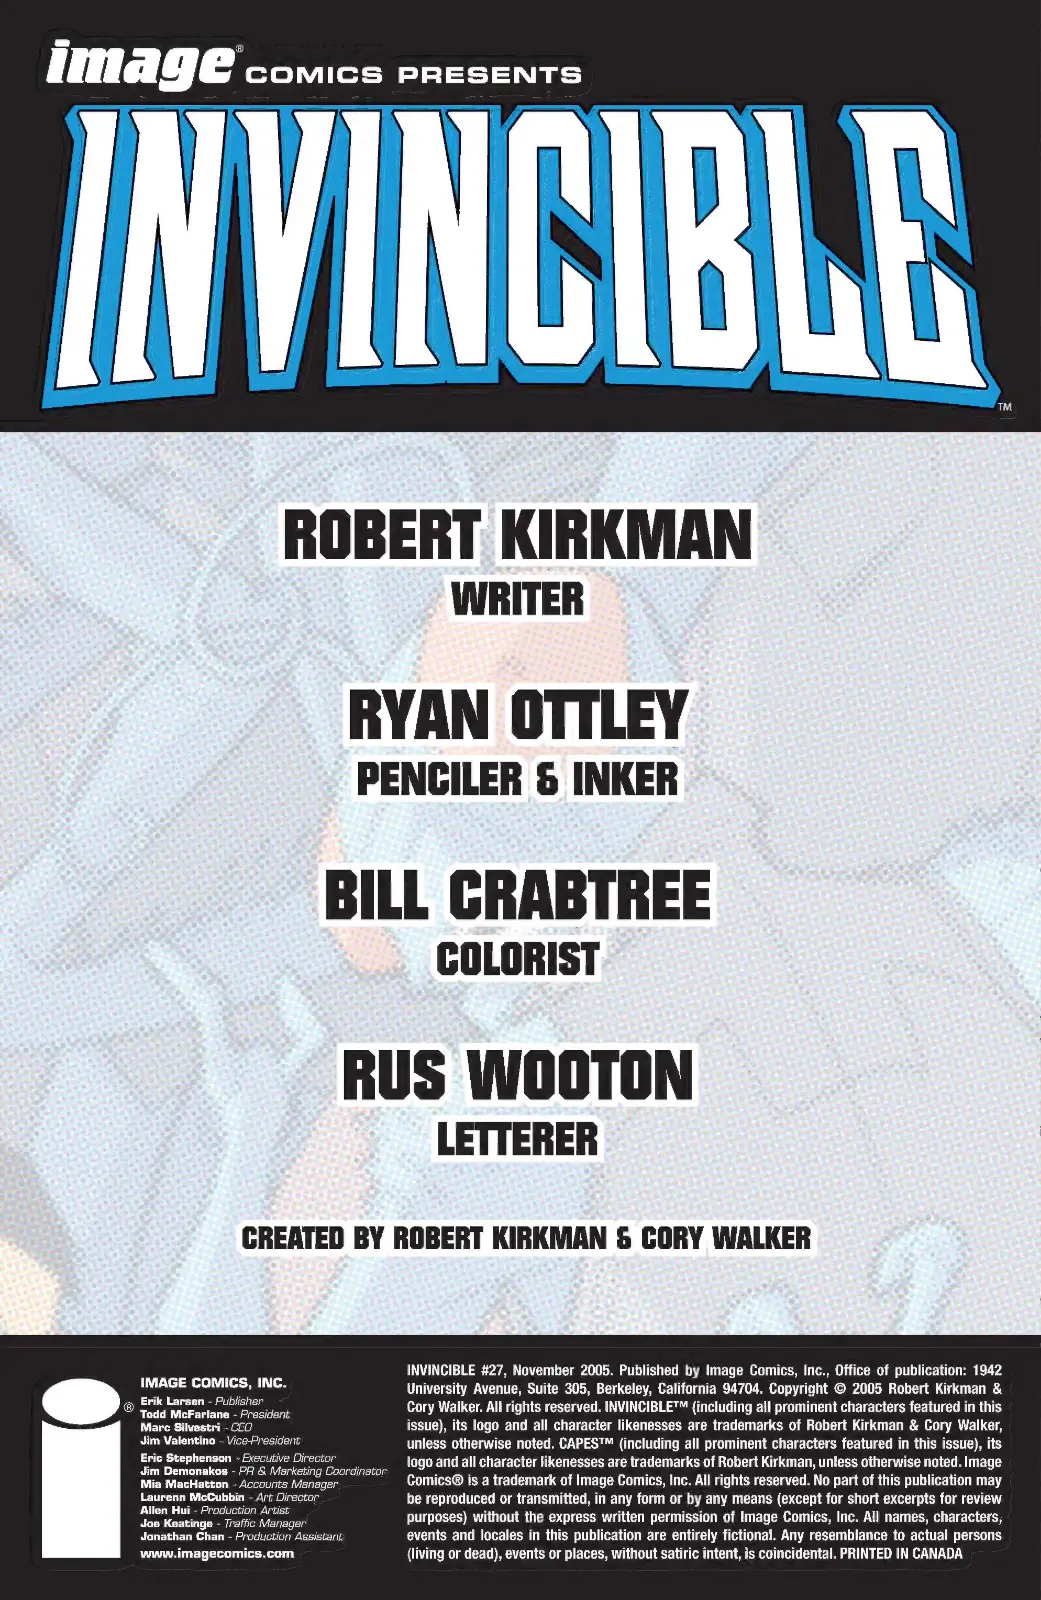 image® COMICS PRESENTS
INVINCIBLE™
ROBERT KIRKMAN
WRITER
RYAN OTTLEY
PENCILER & INKER
BILL CRABTREE
COLORIST
RUS WOOTON
LETTERER
CREATED BY ROBERT KIRKMAN & CORY WALKER
®
IMAGE COMICS, INC.
Erik Larsen - Publisher
Todd McFarlane - President
Marc Silvestri - CEO
Jim Valentino - Vice-President
Eric Stephenson - Executive Director
Jim Demonakos - PR & Marketing Coordinator
Mia MacHatton - Accounts Manager
Laurenn McCubbin - Art Director
Allen Hui - Production Artist
Joe Keatinge - Traffic Manager
Jonathan Chan - Production Assistant
www.imagecomics.com
INVINCIBLE #27, November 2005. Published by Image Comics, Inc., Office of publication: 1942
University Avenue, Suite 305, Berkeley, California 94704. Copyright © 2005 Robert Kirkman &
Cory Walker. All rights reserved. INVINCIBLE™ (including all prominent characters featured in this
issue), its logo and all character likenesses are trademarks of Robert Kirkman & Cory Walker,
unless otherwise noted. CAPES™ (including all prominent characters featured in this issue), its
logo and all character likenesses are trademarks of Robert Kirkman, unless otherwise noted. Image
Comics® is a trademark of Image Comics, Inc. All rights reserved. No part of this publication may
be reproduced or transmitted, in any form or by any means (except for short excerpts for review
purposes) without the express written permission of Image Comics, Inc. All names, characters,
events and locales in this publication are entirely fictional. Any resemblance to actual persons
(living or dead), events or places, without satiric intent, is coincidental. PRINTED IN CANADA